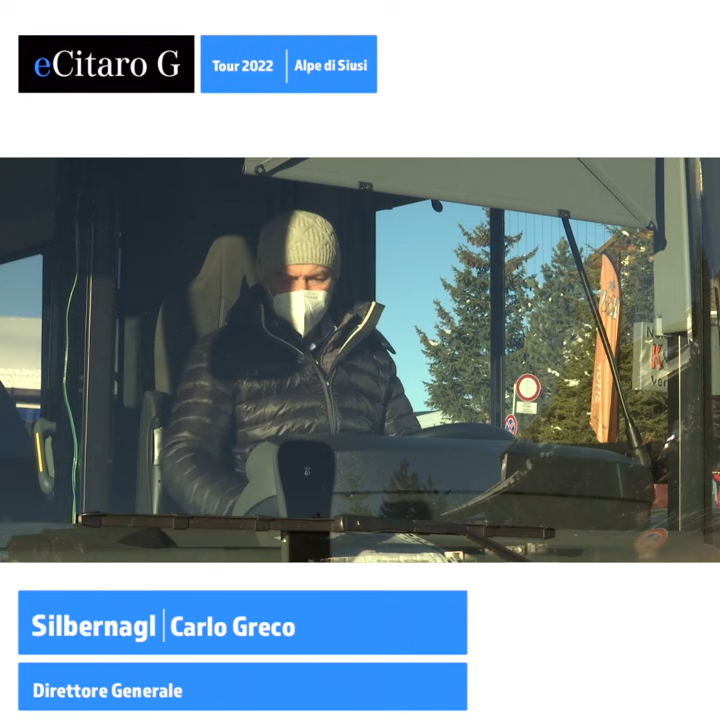 eCitaro G
Tour 2022 | Alpe di Siusi
K
Silbernagl | Carlo Greco
Direttore Generale